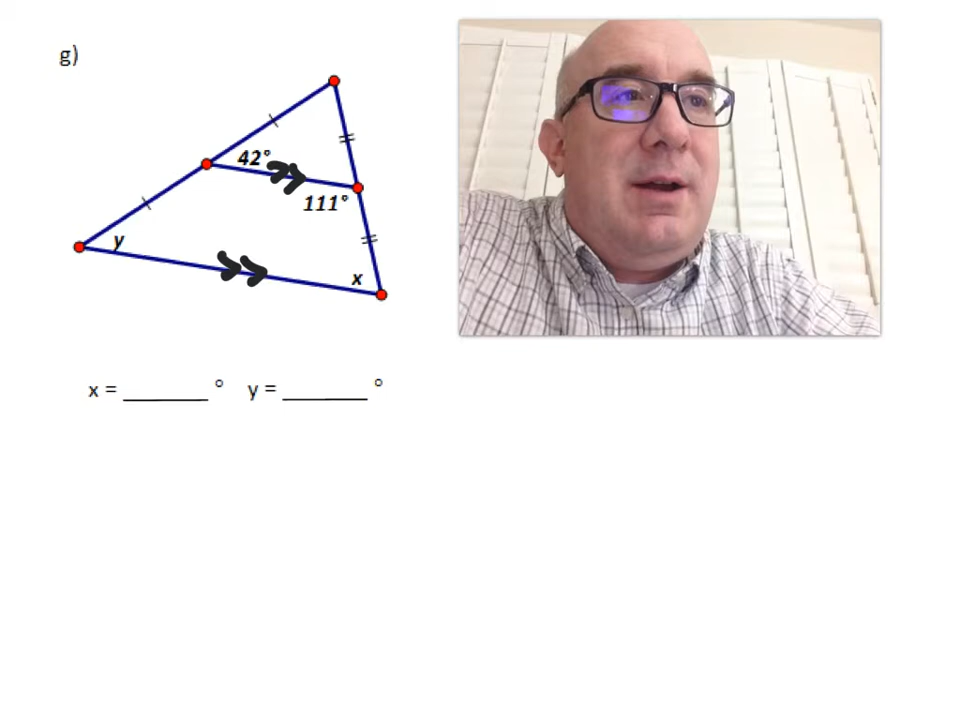 g)
42°
111°
y
x
x = ________ ° y = ________ °